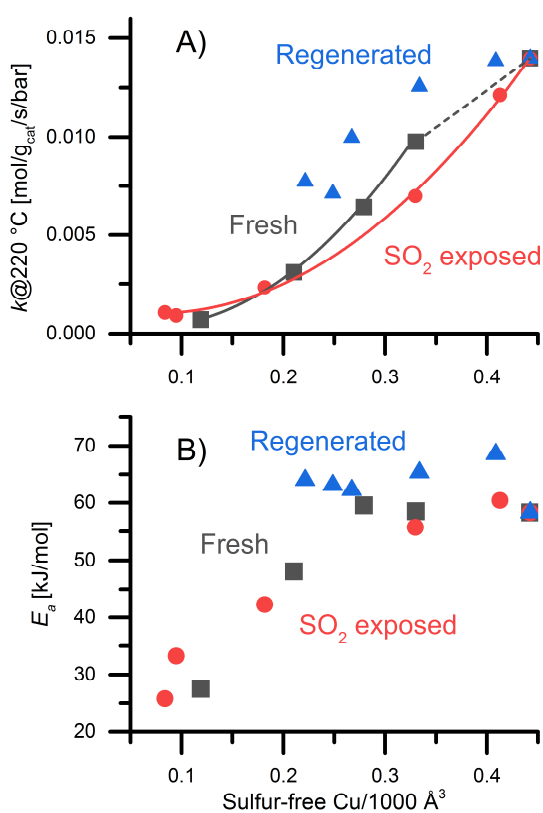 A)
Regenerated
Fresh
SO₂ exposed
k@220 °C [mol/g_cat/s/bar]
0.015
0.010
0.005
0.000
0.1 0.2 0.3 0.4
B)
Regenerated
Fresh
SO₂ exposed
Eₐ [kJ/mol]
70
60
50
40
30
20
0.1 0.2 0.3 0.4
Sulfur-free Cu/1000 Å³